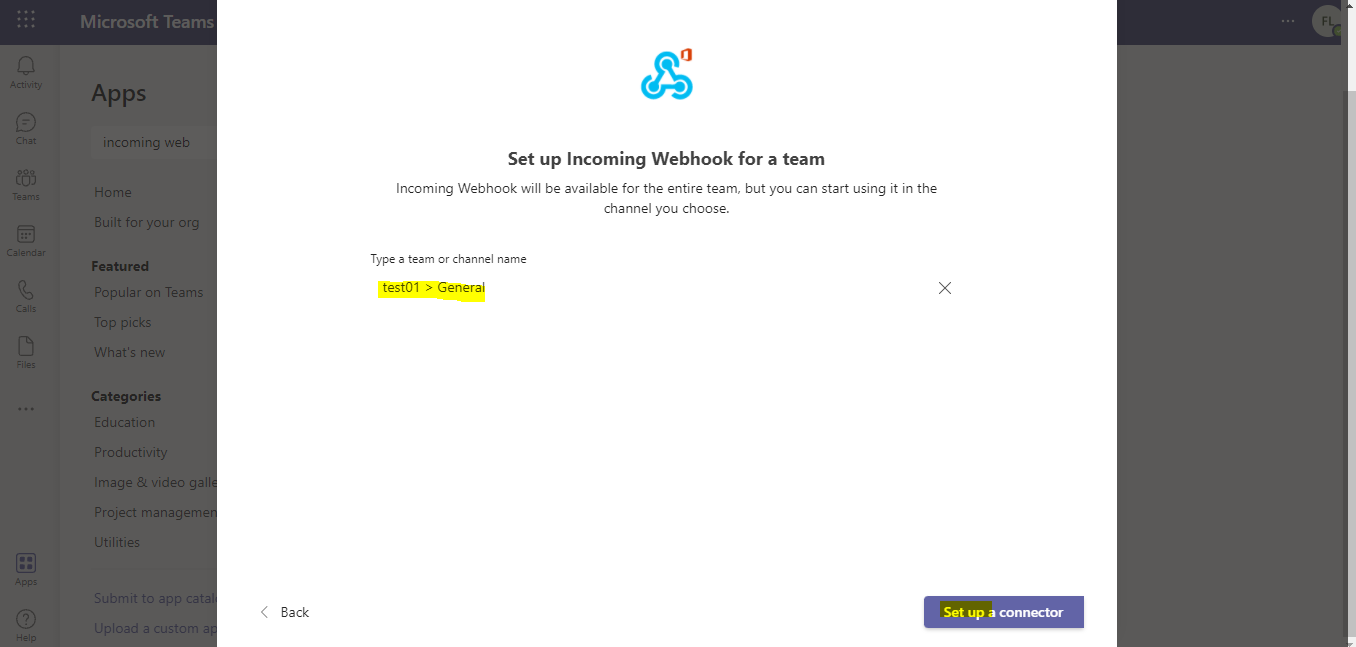 Microsoft Teams
FL
Activity
Chat
Teams
Calendar
Calls
Files
Apps
Help
Apps
incoming web
Home
Built for your org
Featured
Popular on Teams
Top picks
What's new
Categories
Education
Productivity
Image & video galle
Project managemen
Utilities
Submit to app catal
Upload a custom ap
Set up Incoming Webhook for a team
Incoming Webhook will be available for the entire team, but you can start using it in the
channel you choose.
Type a team or channel name
test01 > General
Back
Set up a connector